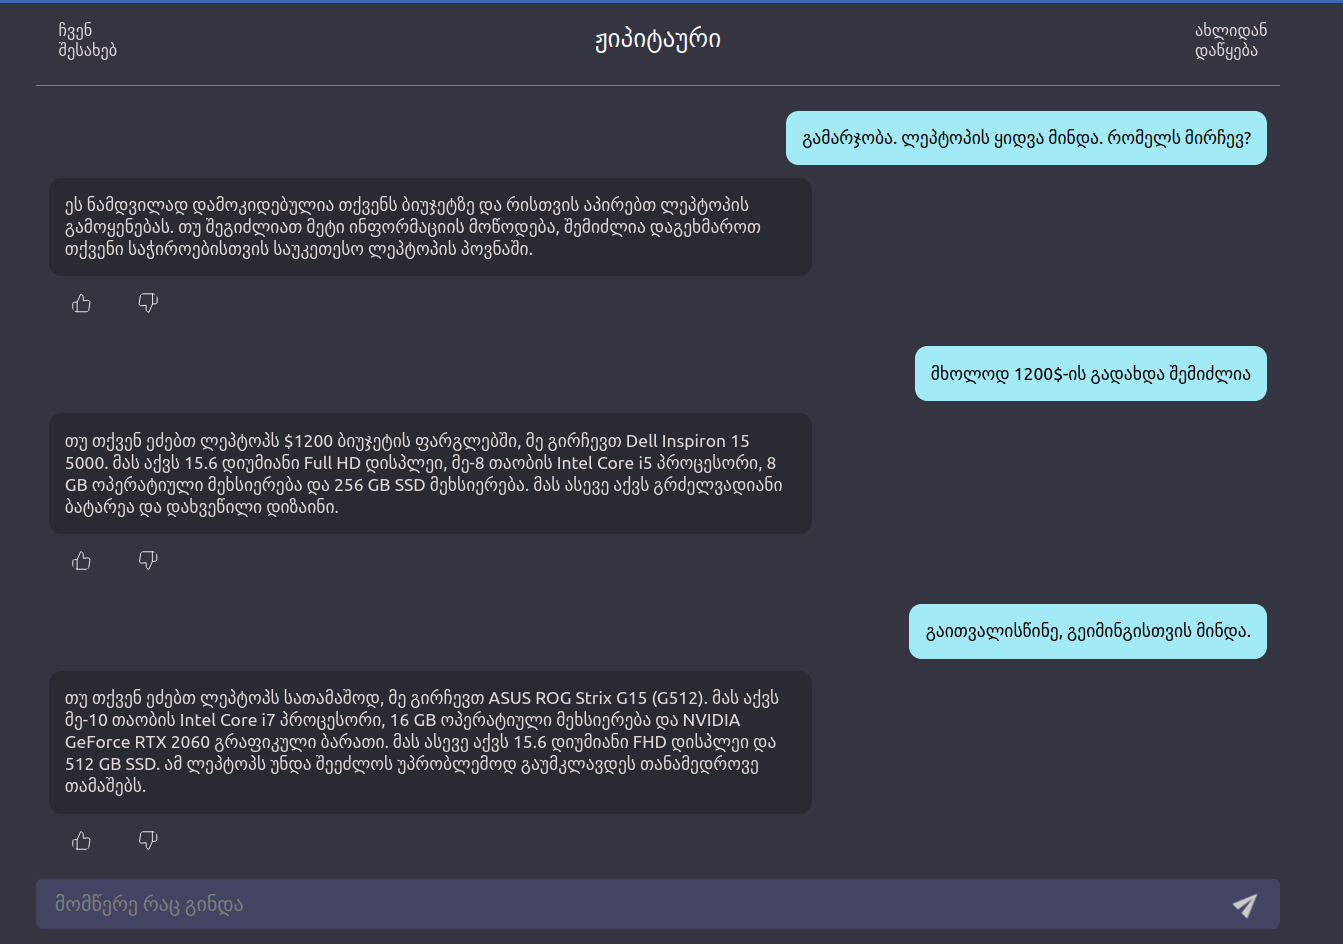 ჩვენ
შესახებ
ჟიპიტაური
ახლიდან
დაწყება
გამარჯობა. ლეპტოპის ყიდვა მინდა. რომელს მირჩევ?
ეს ნამდვილად დამოკიდებულია თქვენს ბიუჯეტზე და რისთვის აპირებთ ლეპტოპის
გამოყენებას. თუ შეგიძლიათ მეტი ინფორმაციის მოწოდება, შემიძლია დაგეხმაროთ
თქვენი საჭიროებისთვის საუკეთესო ლეპტოპის პოვნაში.
მხოლოდ 1200$-ის გადახდა შემიძლია
თუ თქვენ ეძებთ ლეპტოპს $1200 ბიუჯეტის ფარგლებში, მე გირჩევთ Dell Inspiron 15
5000. მას აქვს 15.6 დიუმიანი Full HD დისპლეი, მე-8 თაობის Intel Core i5 პროცესორი, 8
GB ოპერატიული მეხსიერება და 256 GB SSD მეხსიერება. მას ასევე აქვს გრძელვადიანი
ბატარეა და დახვეწილი დიზაინი.
გაითვალისწინე, გეიმინგისთვის მინდა.
თუ თქვენ ეძებთ ლეპტოპს სათამაშოდ, მე გირჩევთ ASUS ROG Strix G15 (G512). მას აქვს
მე-10 თაობის Intel Core i7 პროცესორი, 16 GB ოპერატიული მეხსიერება და NVIDIA
GeForce RTX 2060 გრაფიკული ბარათი. მას ასევე აქვს 15.6 დიუმიანი FHD დისპლეი და
512 GB SSD. ამ ლეპტოპს უნდა შეეძლოს უპრობლემოდ გაუმკლავდეს თანამედროვე
თამაშებს.
მომწერე რაც გინდა